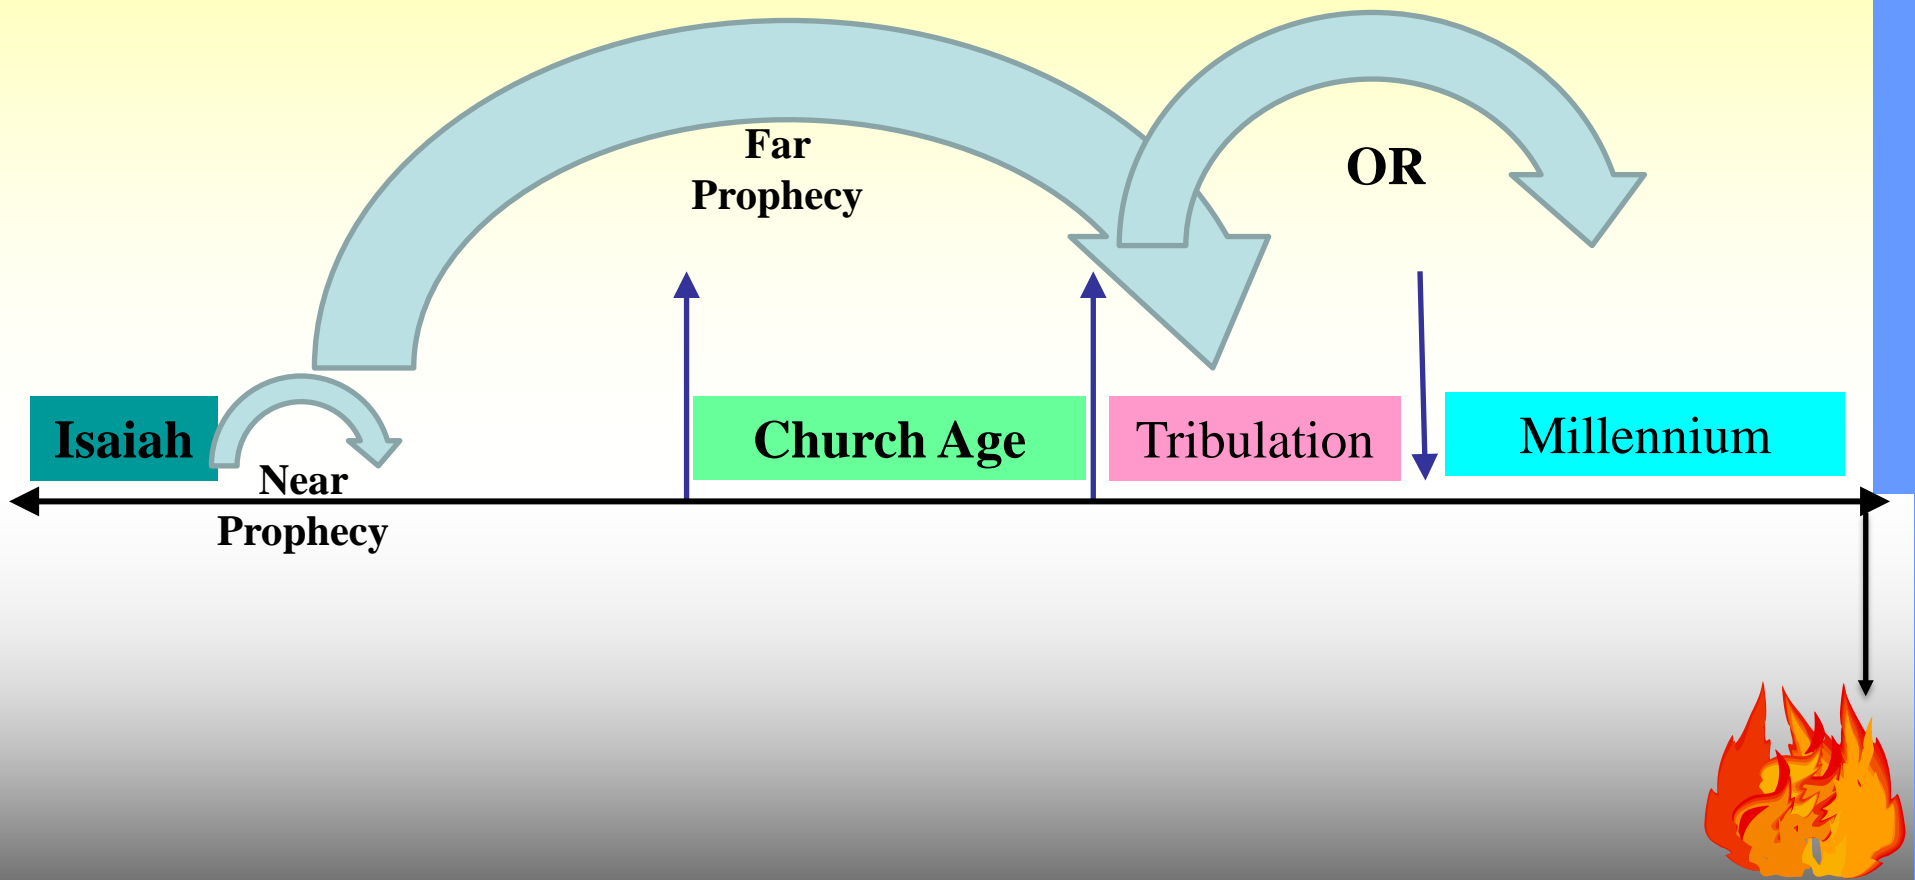 Far
Prophecy
OR
Isaiah
Near
Prophecy
Church Age
Tribulation
Millennium